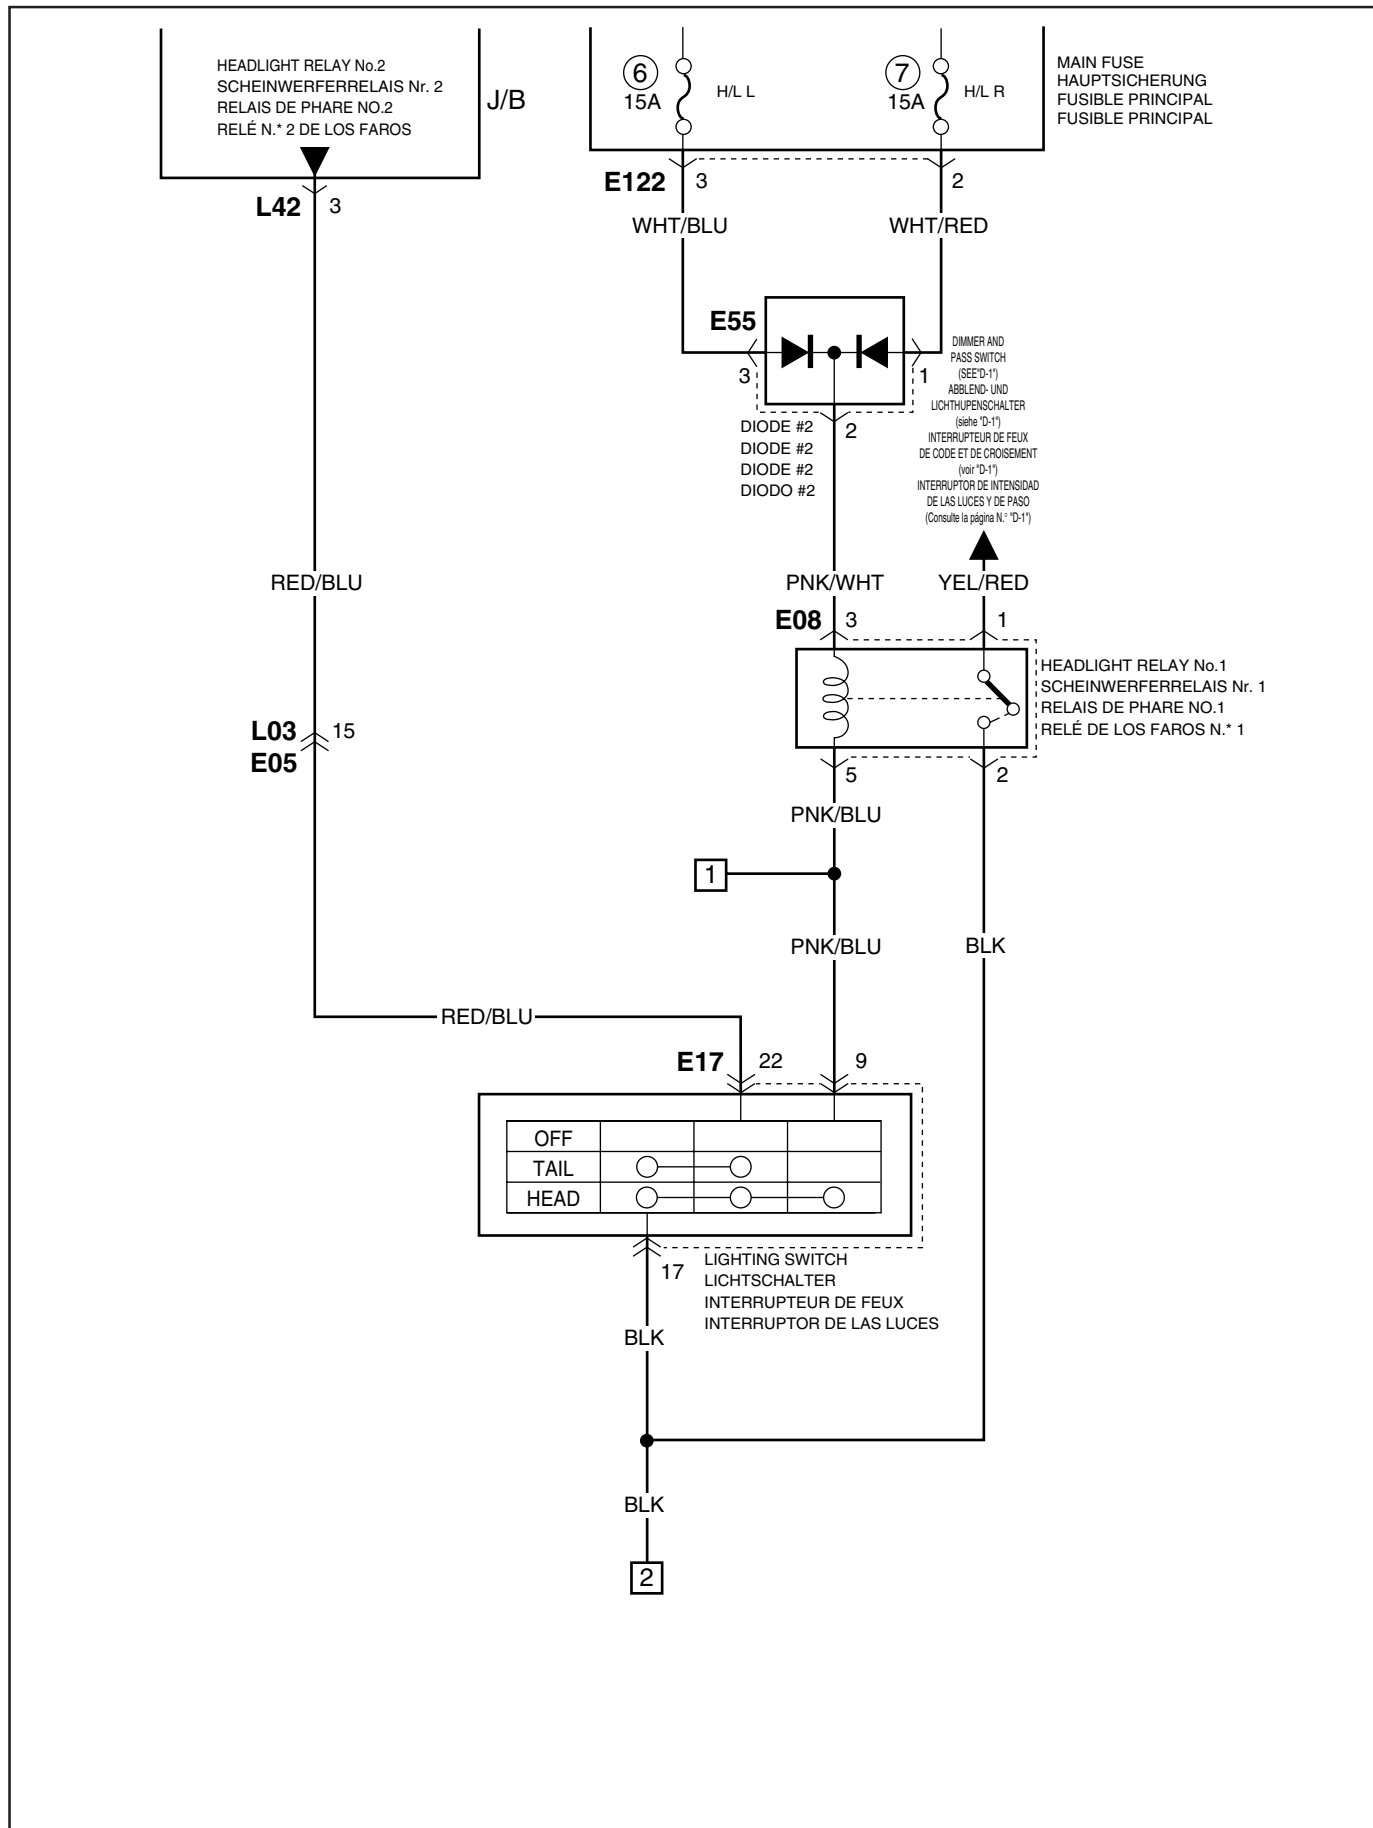 HEADLIGHT RELAY No.2
SCHEINWERFERRELAIS Nr. 2
RELAIS DE PHARE NO.2
RELÉ N.* 2 DE LOS FAROS
J/B
6
15A
H/L L
7
15A
H/L R
MAIN FUSE
HAUPTSICHERUNG
FUSIBLE PRINCIPAL
FUSIBLE PRINCIPAL
L42
3
E122
3
2
WHT/BLU
WHT/RED
E55
3
1
2
DIODE #2
DIODE #2
DIODE #2
DIODO #2
DIMMER AND
PASS SWITCH
(SEE"D-1")
ABBLEND- UND
LICHTHUPENSCHALTER
(siehe "D-1")
INTERRUPTEUR DE FEUX
DE CODE ET DE CROISEMENT
(voir "D-1")
INTERRUPTOR DE INTENSIDAD
DE LAS LUCES Y DE PASO
(Consulte la página N.° "D-1")
RED/BLU
PNK/WHT
YEL/RED
E08
3
1
HEADLIGHT RELAY No.1
SCHEINWERFERRELAIS Nr. 1
RELAIS DE PHARE NO.1
RELÉ DE LOS FAROS N.* 1
L03
15
E05
5
2
PNK/BLU
1
PNK/BLU
BLK
RED/BLU
E17
22
9
OFF
TAIL
HEAD
17
LIGHTING SWITCH
LICHTSCHALTER
INTERRUPTEUR DE FEUX
INTERRUPTOR DE LAS LUCES
BLK
BLK
2